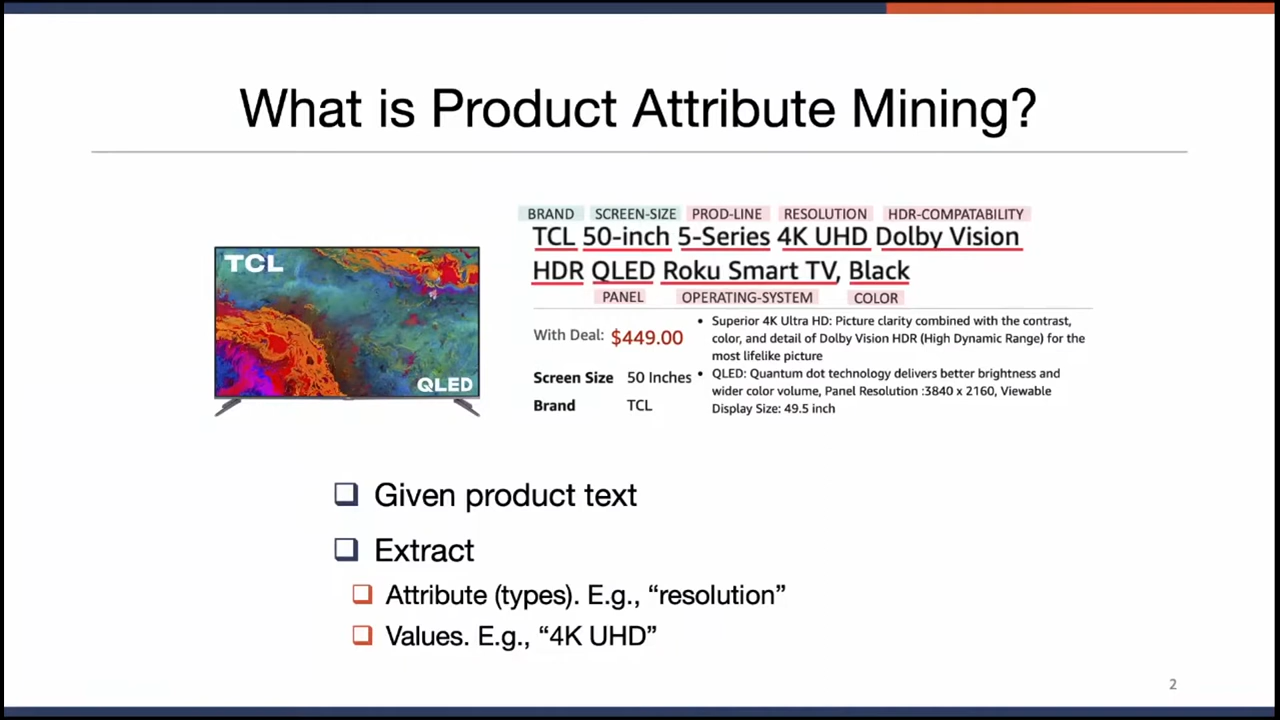 What is Product Attribute Mining?
BRAND SCREEN-SIZE PROD-LINE RESOLUTION HDR-COMPATABILITY
TCL 50-inch 5-Series 4K UHD Dolby Vision
HDR QLED Roku Smart TV, Black
PANEL OPERATING-SYSTEM COLOR
TCL
QLED
With Deal: $449.00
Screen Size 50 Inches
Brand TCL
• Superior 4K Ultra HD: Picture clarity combined with the contrast,
color, and detail of Dolby Vision HDR (High Dynamic Range) for the
most lifelike picture
• QLED: Quantum dot technology delivers better brightness and
wider color volume, Panel Resolution :3840 x 2160, Viewable
Display Size: 49.5 inch
Given product text
Extract
Attribute (types). E.g., “resolution”
Values. E.g., “4K UHD”
2